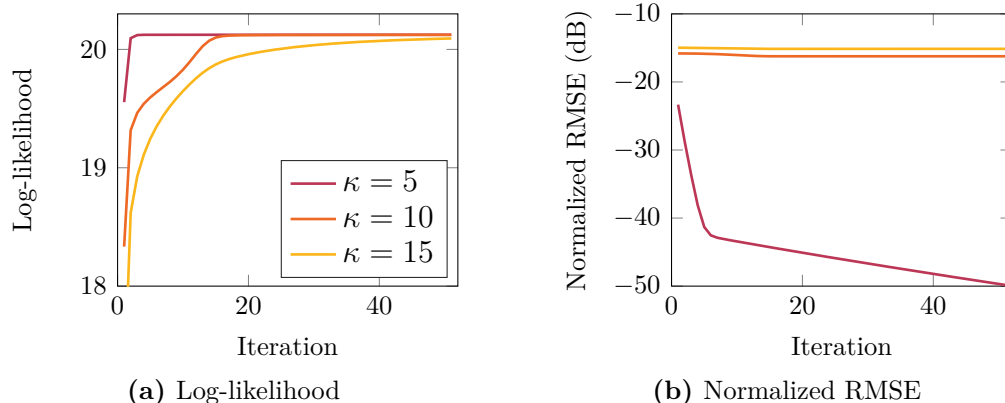 20
19
18
Log-likelihood
κ = 5
κ = 10
κ = 15
0 20 40
Iteration
(a) Log-likelihood
−10
−20
−30
−40
−50
Normalized RMSE (dB)
0 20 40
Iteration
(b) Normalized RMSE